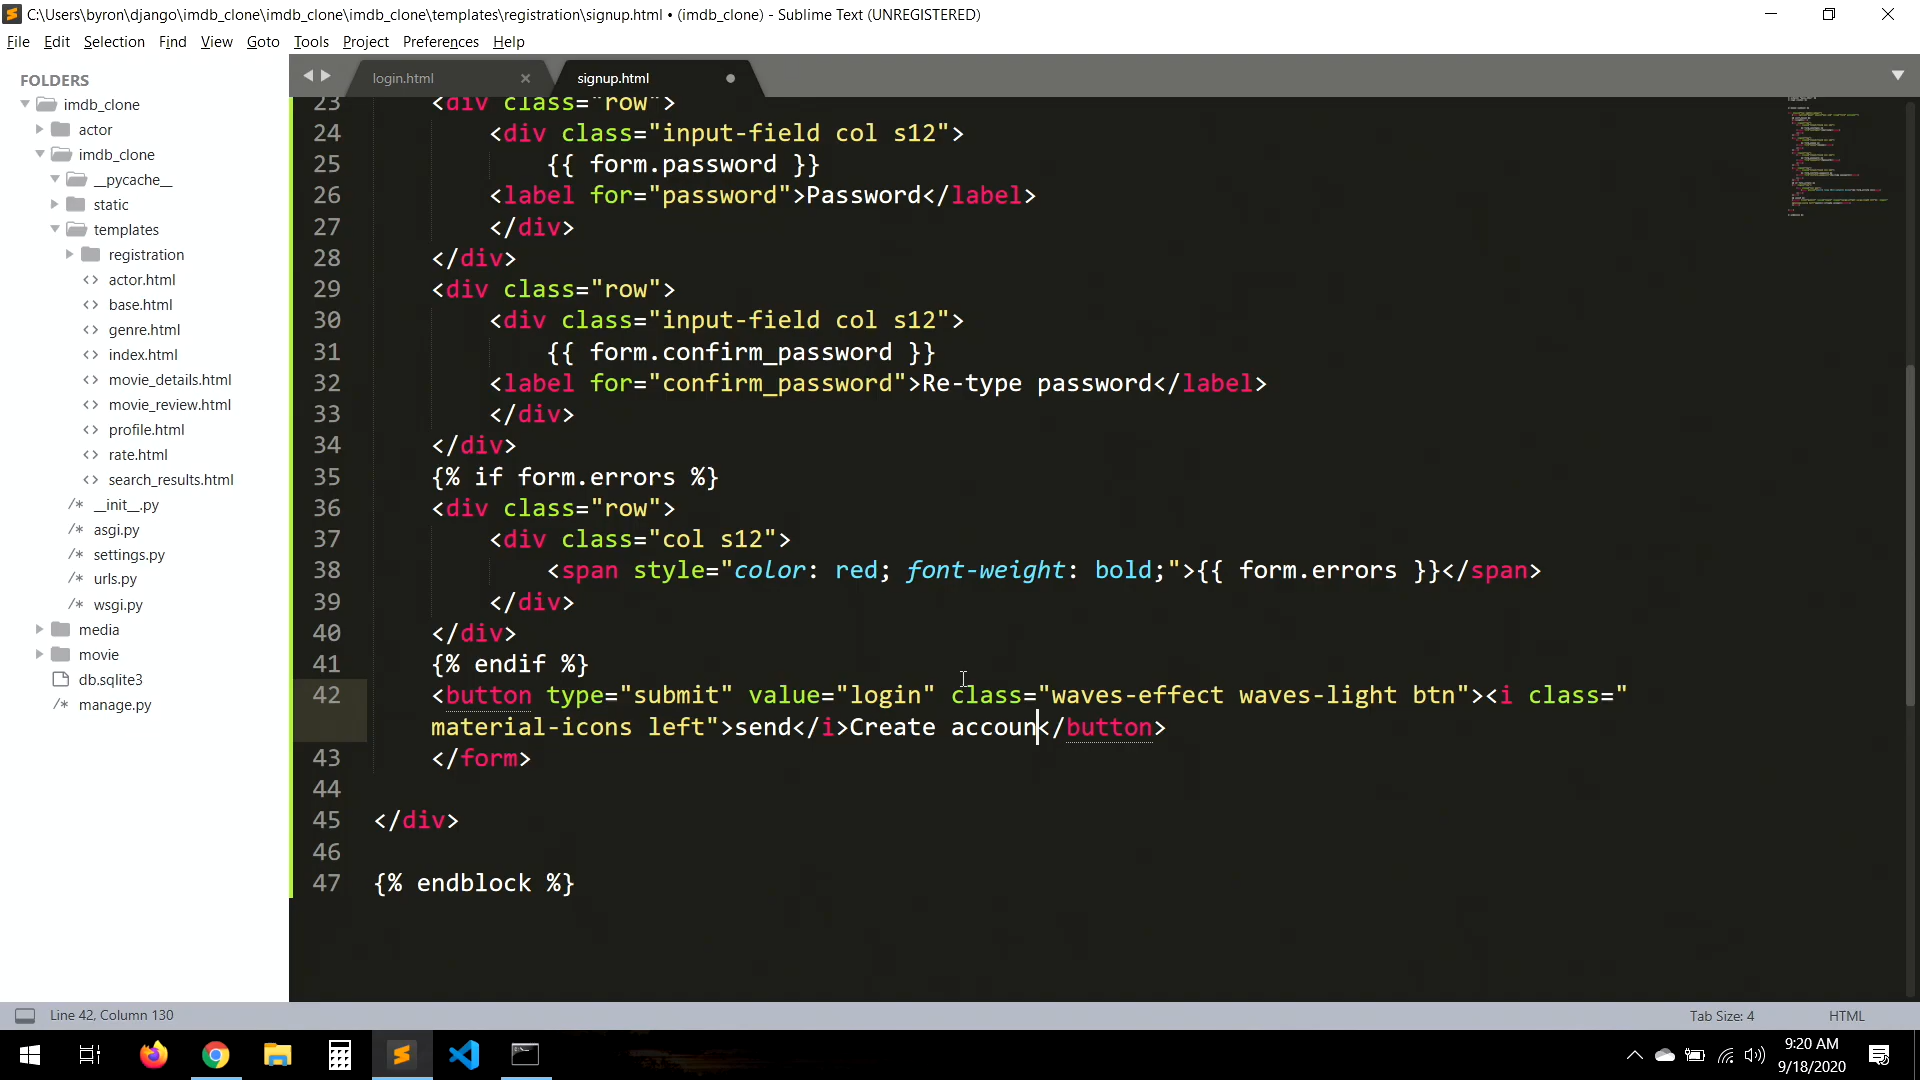 C:\Users\byron\django\imdb_clone\imdb_clone\imdb_clone\templates\registration\signup.html • (imdb_clone) - Sublime Text (UNREGISTERED)
File Edit Selection Find View Goto Tools Project Preferences Help
FOLDERS
imdb_clone
actor
imdb_clone
__pycache__
static
templates
registration
<> actor.html
<> base.html
<> genre.html
<> index.html
<> movie_details.html
<> movie_review.html
<> profile.html
<> rate.html
<> search_results.html
/* __init__.py
/* asgi.py
/* settings.py
/* urls.py
/* wsgi.py
media
movie
db.sqlite3
/* manage.py
login.html × signup.html
23 <div class="row">
24 <div class="input-field col s12">
25 {{ form.password }}
26 <label for="password">Password</label>
27 </div>
28 </div>
29 <div class="row">
30 <div class="input-field col s12">
31 {{ form.confirm_password }}
32 <label for="confirm_password">Re-type password</label>
33 </div>
34 </div>
35 {% if form.errors %}
36 <div class="row">
37 <div class="col s12">
38 <span style="color: red; font-weight: bold;">{{ form.errors }}</span>
39 </div>
40 </div>
41 {% endif %}
42 <button type="submit" value="login" class="waves-effect waves-light btn"><i class="
material-icons left">send</i>Create accoun</button>
43 </form>
44
45 </div>
46
47 {% endblock %}
Line 42, Column 130 Tab Size: 4 HTML
9:20 AM
9/18/2020